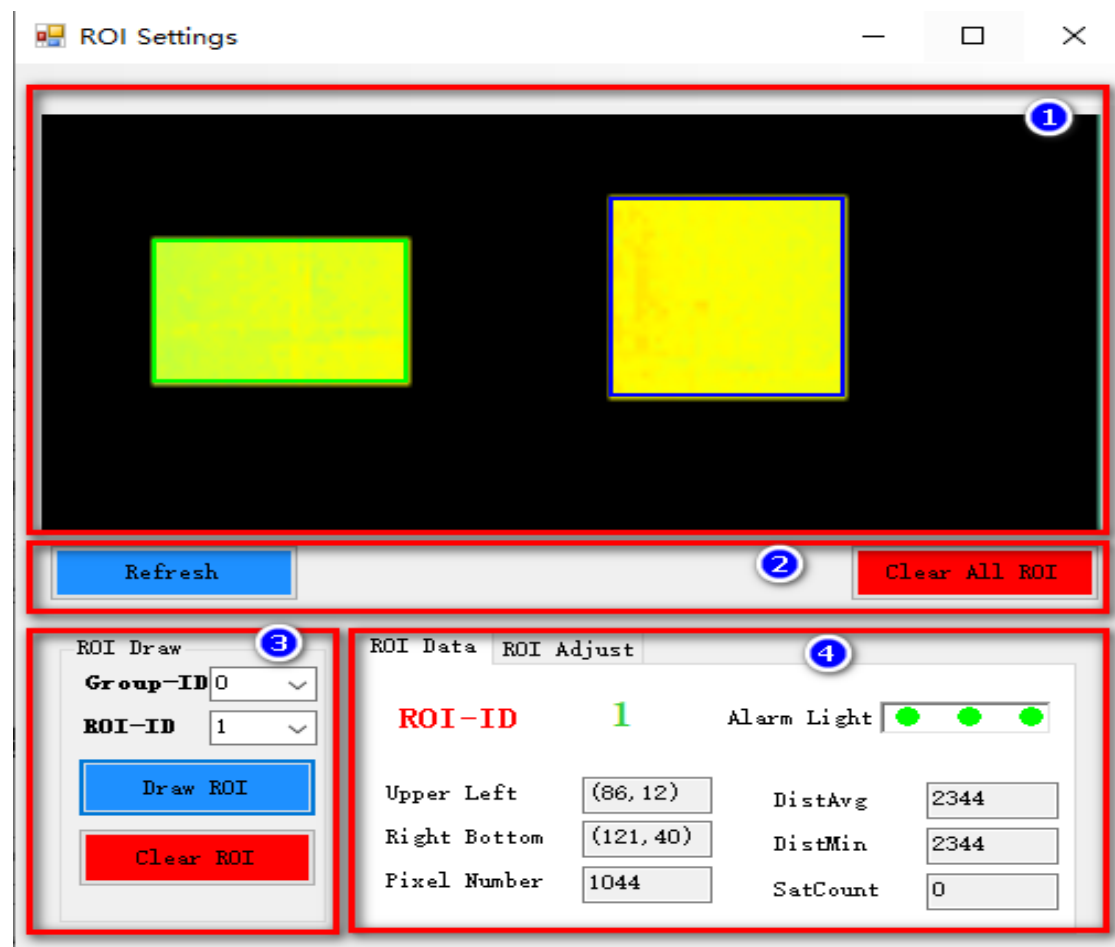 ROI Settings
1
2
Refresh
Clear All ROI
3
ROI Draw
Group-ID 0
ROI-ID 1
Draw ROI
Clear ROI
4
ROI Data ROI Adjust
ROI-ID 1 Alarm Light
Upper Left (86,12) DistAvg 2344
Right Bottom (121,40) DistMin 2344
Pixel Number 1044 SatCount 0